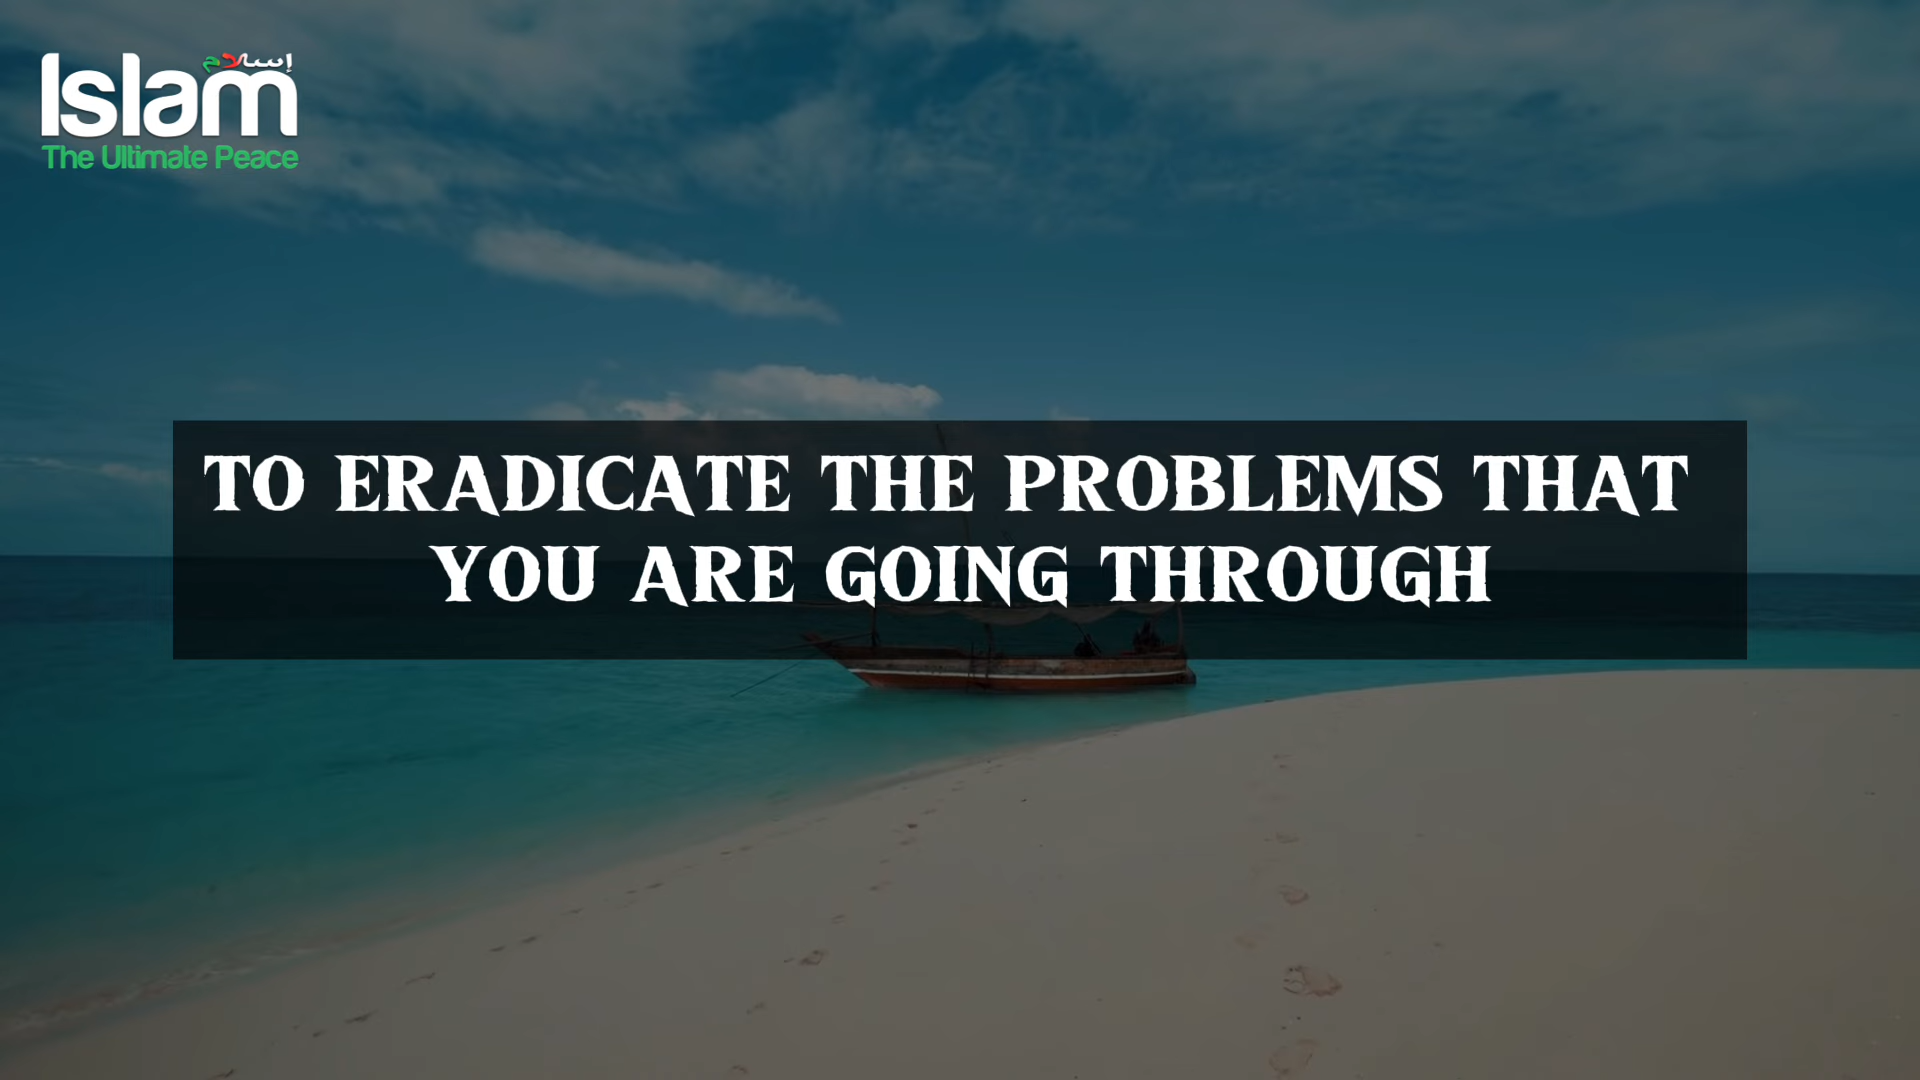 إسلام
Islam
The Ultimate Peace
TO ERADICATE THE PROBLEMS THAT
YOU ARE GOING THROUGH